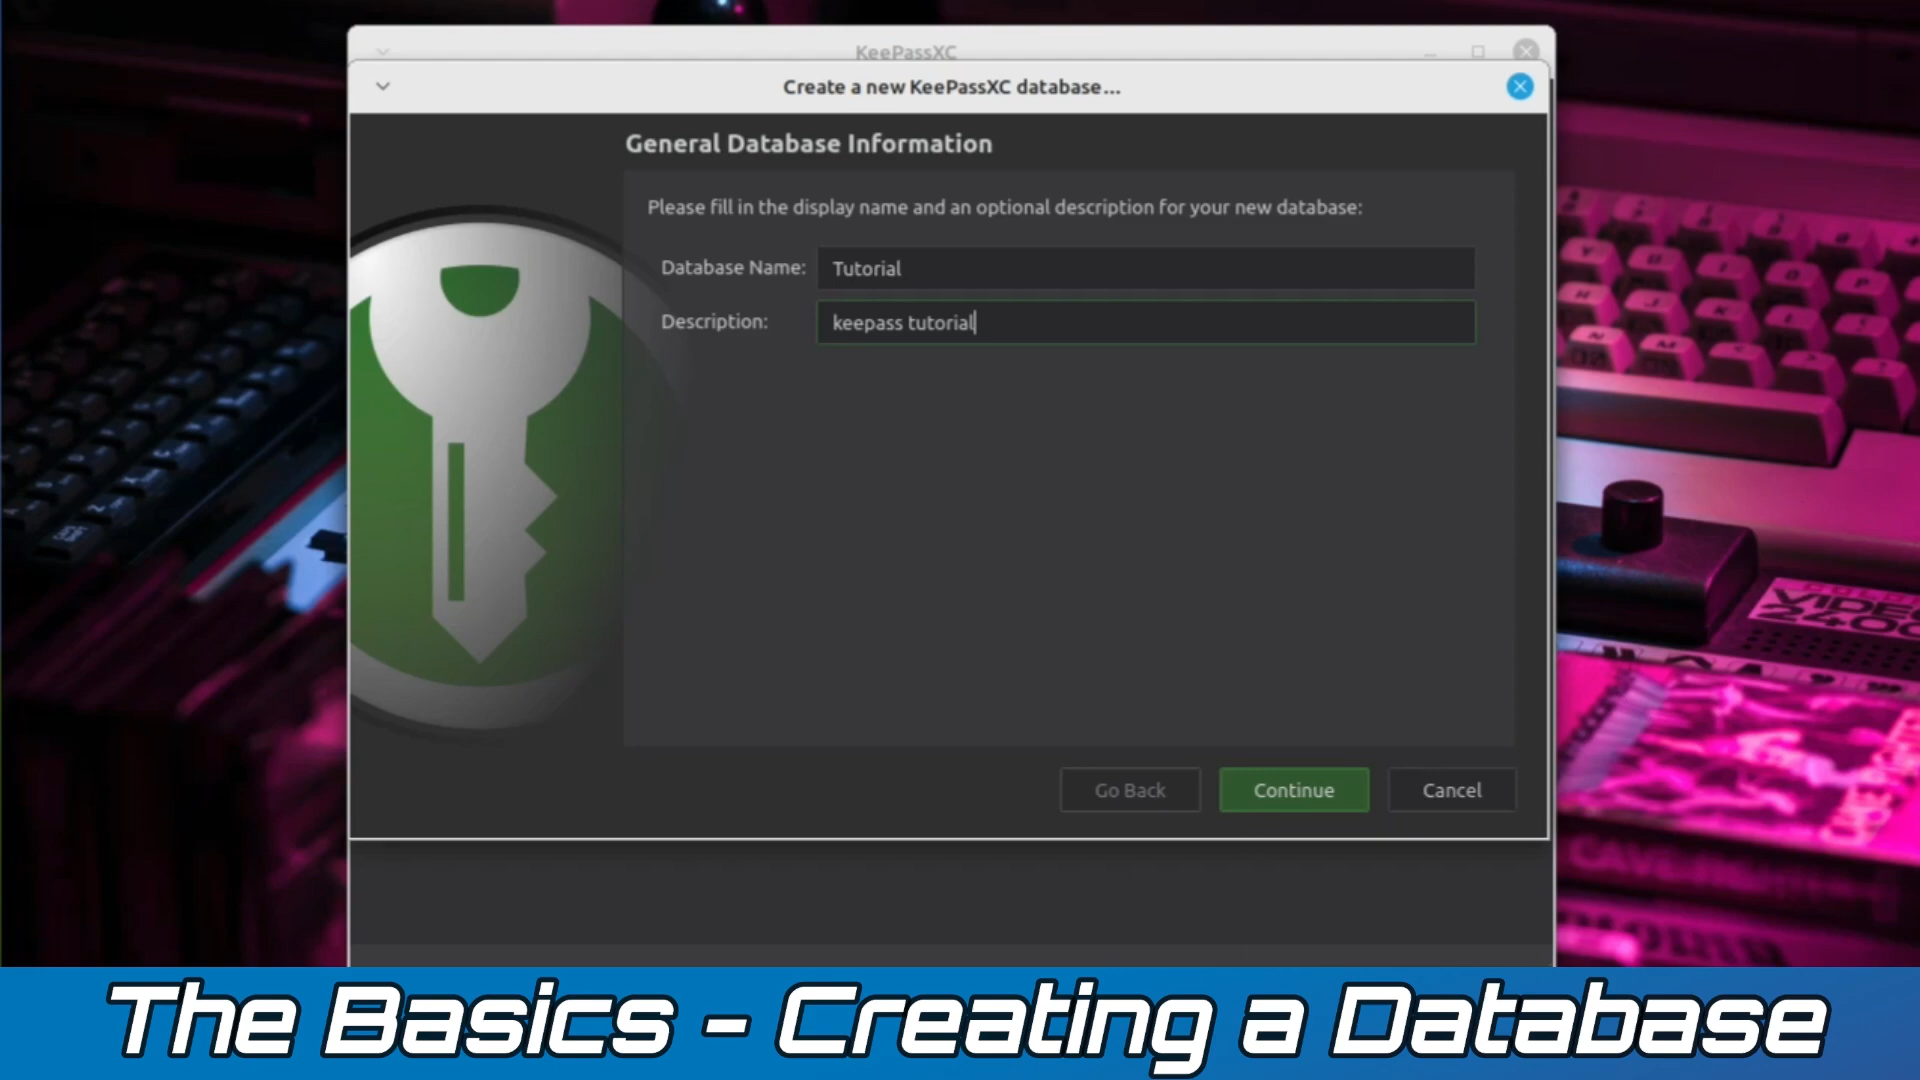 KeePassXC
Create a new KeePassXC database...
General Database Information
Please fill in the display name and an optional description for your new database:
Database Name: Tutorial
Description: keepass tutorial
Go Back
Continue
Cancel
The Basics - Creating a Database